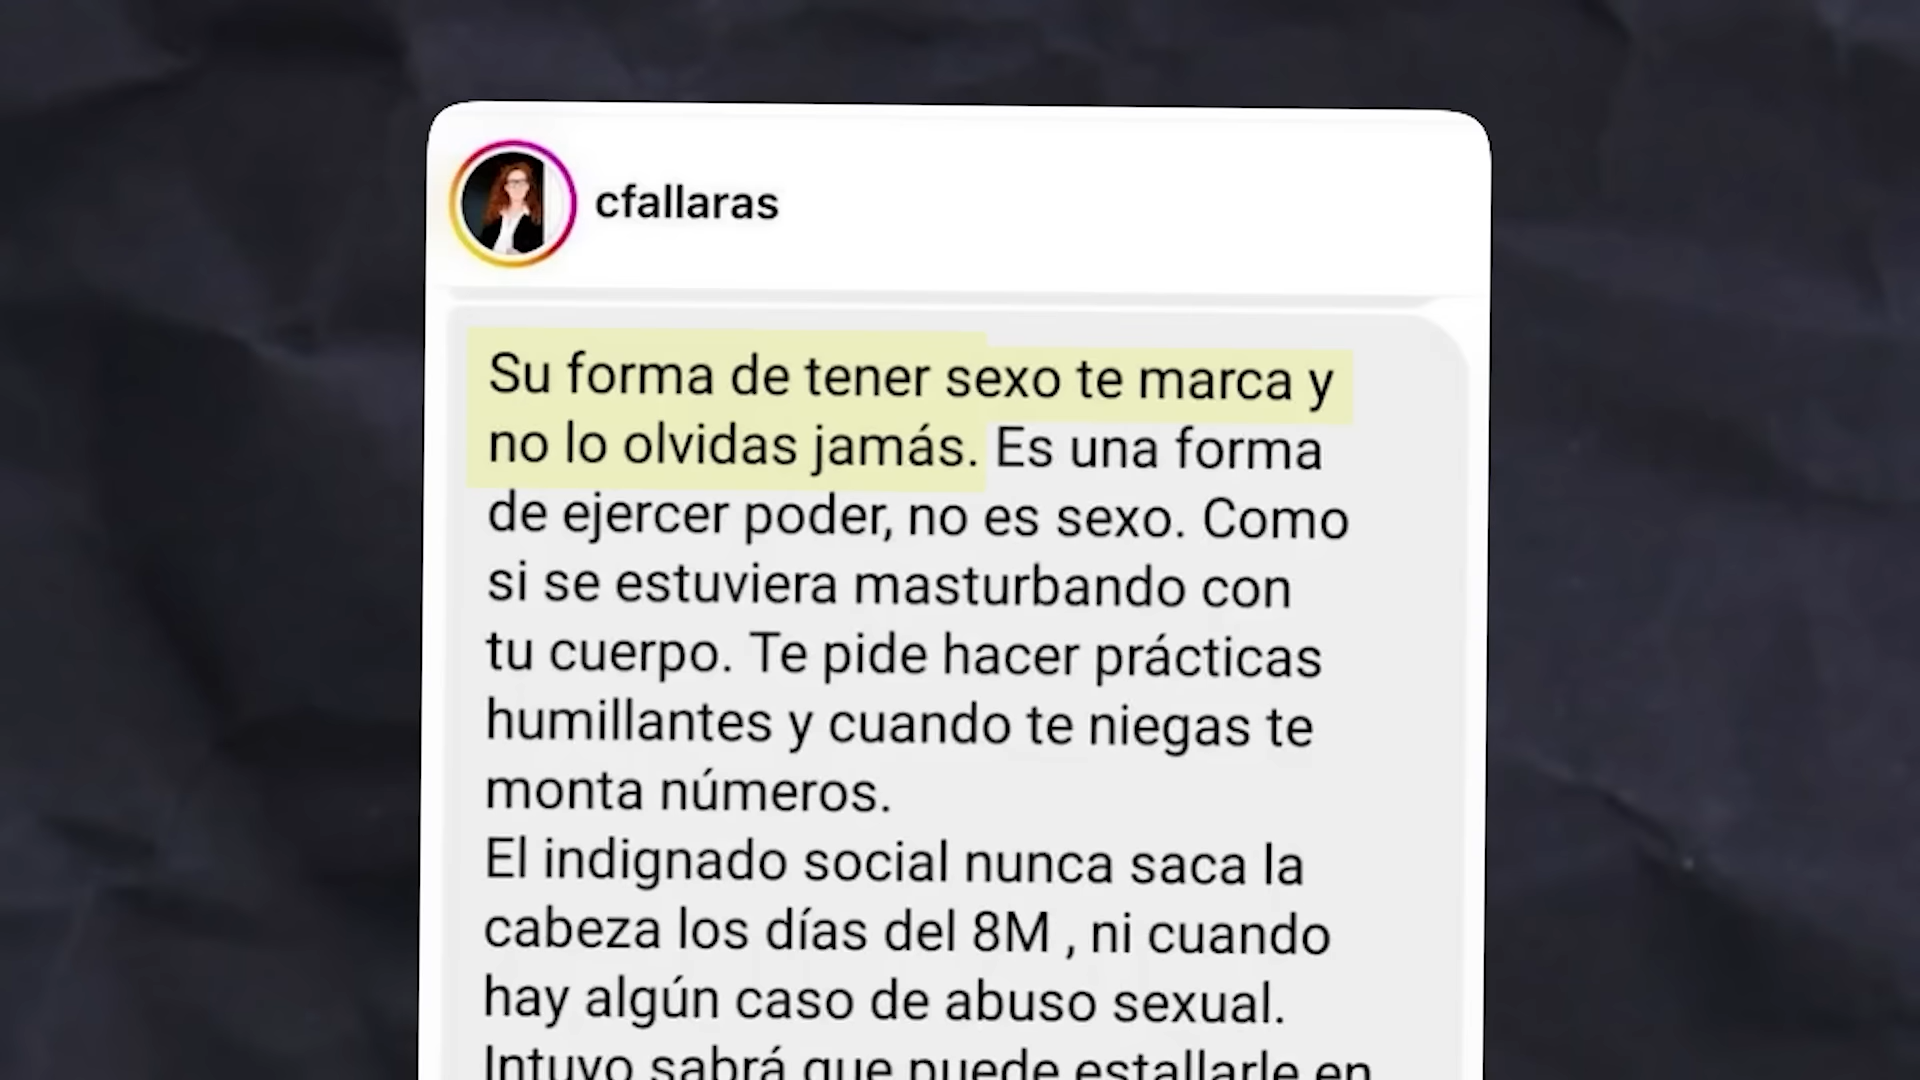 cfallaras
Su forma de tener sexo te marca y
no lo olvidas jamás. Es una forma
de ejercer poder, no es sexo. Como
si se estuviera masturbando con
tu cuerpo. Te pide hacer prácticas
humillantes y cuando te niegas te
monta números.
El indignado social nunca saca la
cabeza los días del 8M , ni cuando
hay algún caso de abuso sexual.
Intuyo sabrá que puede estallarle en